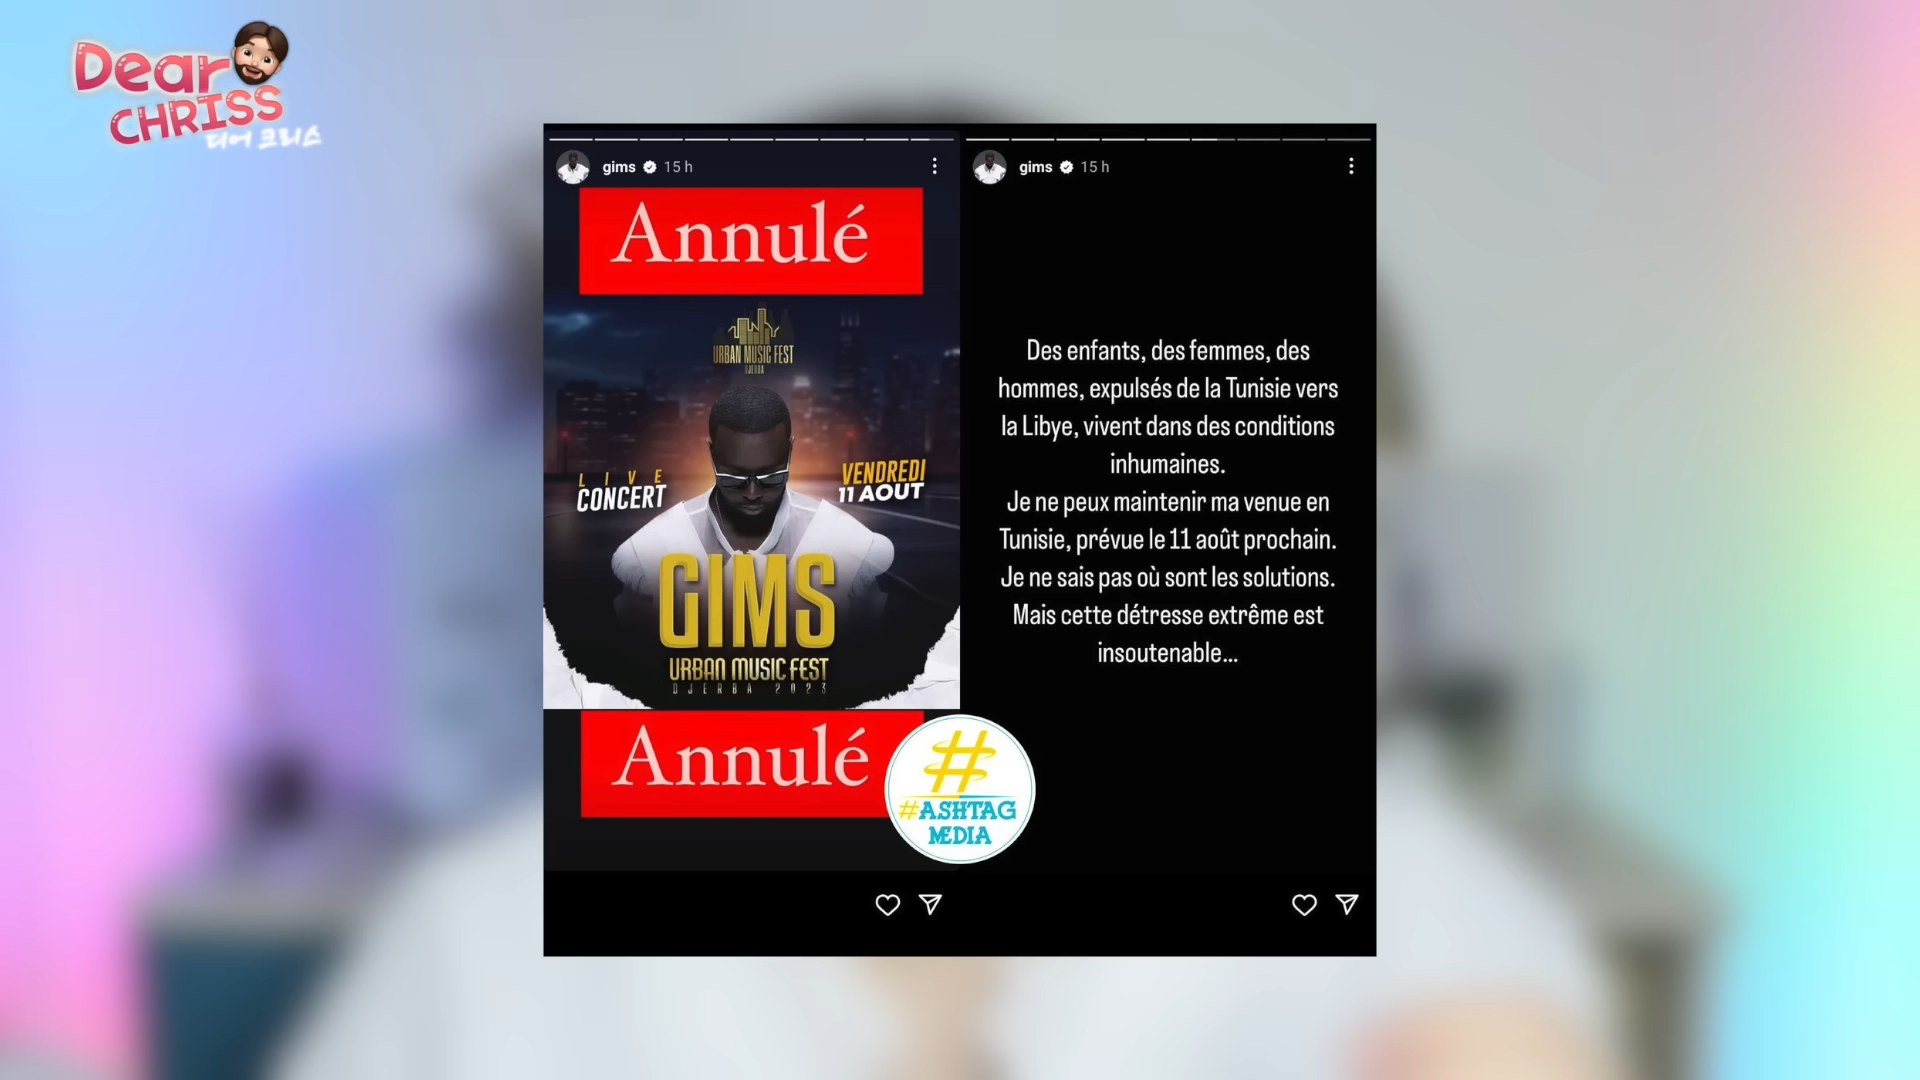 Dear
CHRISS
디어 크리스
gims 15 h
Annulé
URBAN MUSIC FEST
DJERBA
LIVE
CONCERT
VENDREDI
11 AOUT
GIMS
URBAN MUSIC FEST
DJERBA 2023
Annulé
gims 15 h
Des enfants, des femmes, des
hommes, expulsés de la Tunisie vers
la Libye, vivent dans des conditions
inhumaines.
Je ne peux maintenir ma venue en
Tunisie, prévue le 11 août prochain.
Je ne sais pas où sont les solutions.
Mais cette détresse extrême est
insoutenable...
#
#ASHTAG
MEDIA